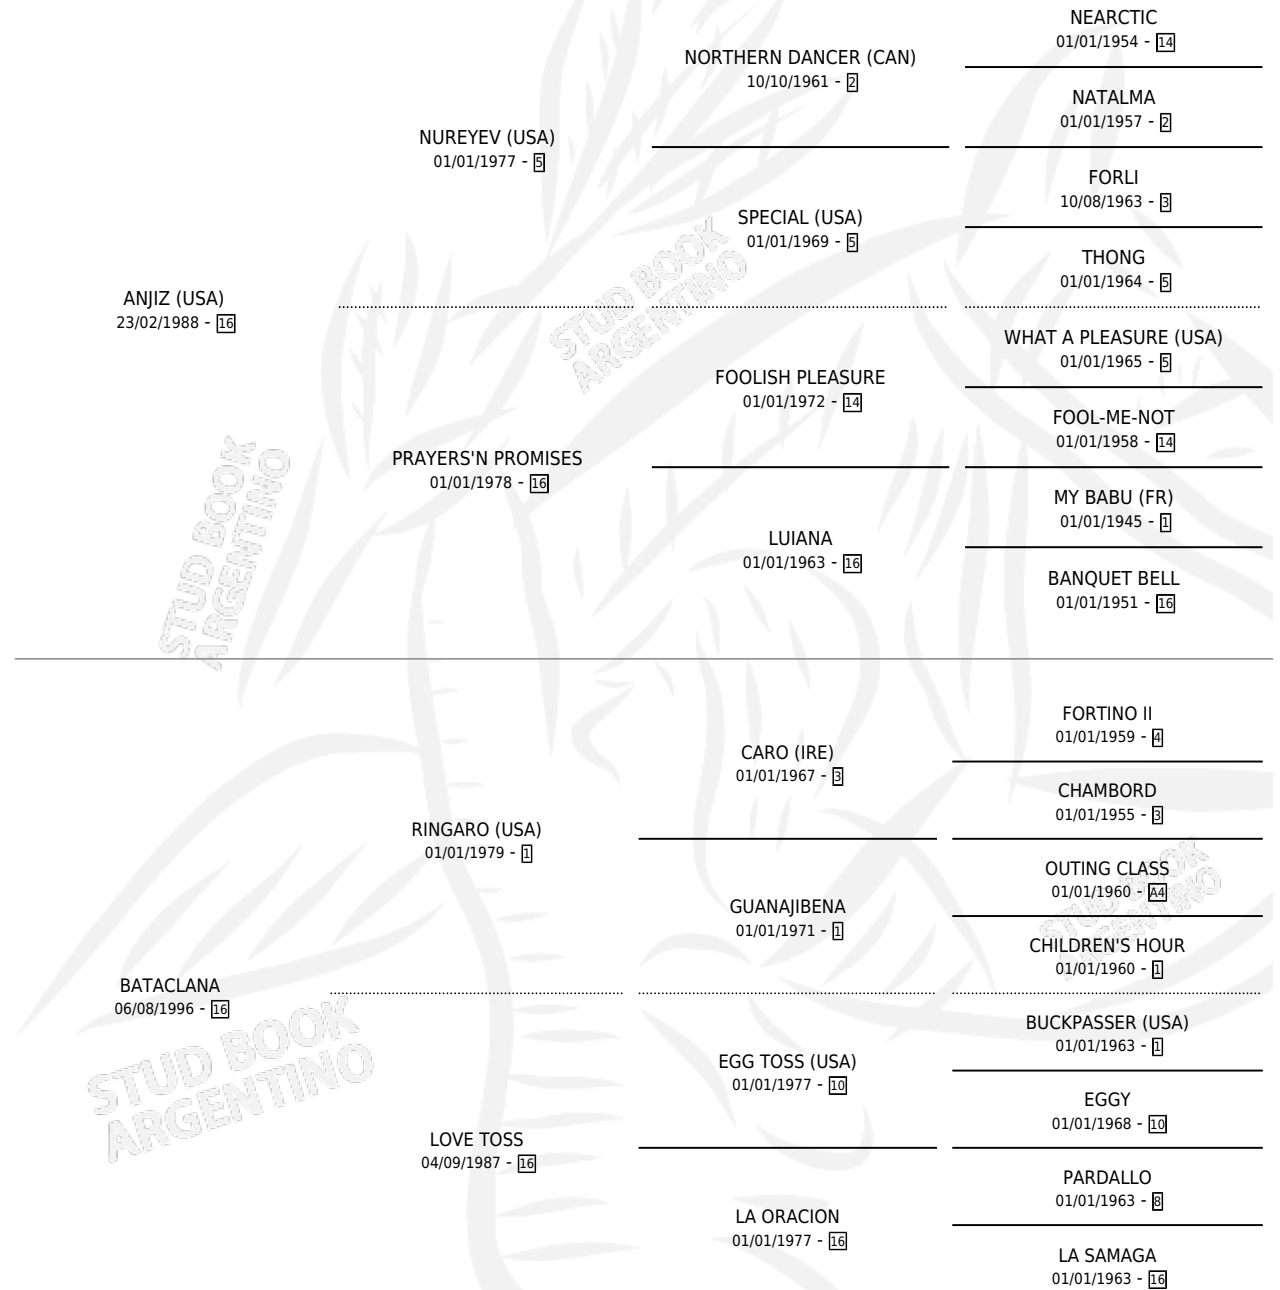 NEARCTIC
01/01/1954 - 14
NORTHERN DANCER (CAN)
10/10/1961 - 2
NATALMA
01/01/1957 - 2
NUREYEV (USA)
01/01/1977 - 5
FORLI
10/08/1963 - 3
SPECIAL (USA)
01/01/1969 - 5
THONG
01/01/1964 - 5
ANJIZ (USA)
23/02/1988 - 16
STUD BOOK
ARGENTINO
WHAT A PLEASURE (USA)
01/01/1965 - 5
FOOLISH PLEASURE
01/01/1972 - 14
FOOL-ME-NOT
01/01/1958 - 14
PRAYERS'N PROMISES
01/01/1978 - 16
MY BABU (FR)
01/01/1945 - 1
LUIANA
01/01/1963 - 16
BANQUET BELL
01/01/1951 - 16
STUD BOOK
ARGENTINO
FORTINO II
01/01/1959 - 4
CARO (IRE)
01/01/1967 - 3
CHAMBORD
01/01/1955 - 3
RINGARO (USA)
01/01/1979 - 1
OUTING CLASS
01/01/1960 - A4
GUANAJIBENA
01/01/1971 - 1
STUD BOOK
ARGENTINO
CHILDREN'S HOUR
01/01/1960 - 1
BATACLANA
06/08/1996 - 16
BUCKPASSER (USA)
01/01/1963 - 1
EGG TOSS (USA)
01/01/1977 - 10
EGGY
01/01/1968 - 10
STUD BOOK
ARGENTINO
LOVE TOSS
04/09/1987 - 16
PARDALLO
01/01/1963 - 8
LA ORACION
01/01/1977 - 16
LA SAMAGA
01/01/1963 - 16